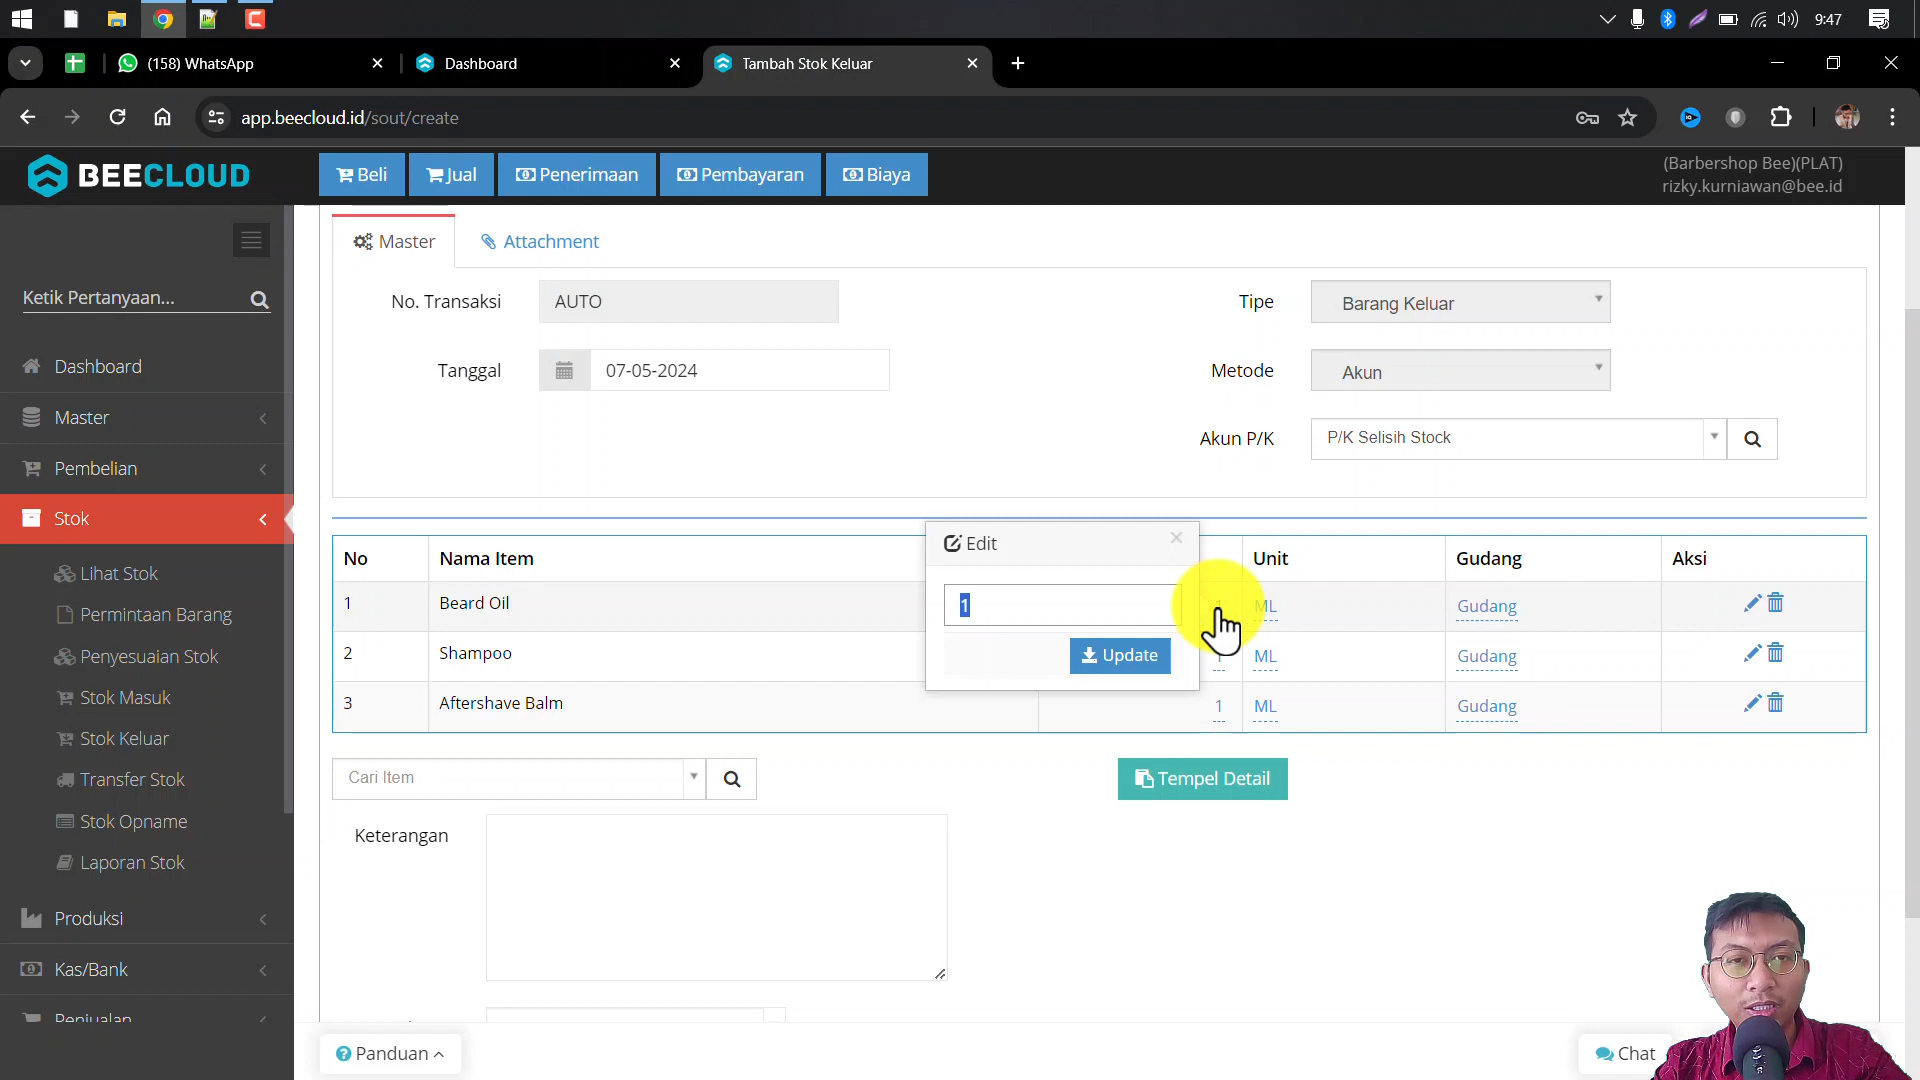 9:47
(158) WhatsApp
Dashboard
Tambah Stok Keluar
app.beecloud.id/sout/create
BEECLOUD
Beli
Jual
Penerimaan
Pembayaran
Biaya
(Barbershop Bee)(PLAT)
rizky.kurniawan@bee.id
Ketik Pertanyaan...
Dashboard
Master
Pembelian
Stok
Lihat Stok
Permintaan Barang
Penyesuaian Stok
Stok Masuk
Stok Keluar
Transfer Stok
Stok Opname
Laporan Stok
Produksi
Kas/Bank
Penjualan
Master
Attachment
No. Transaksi
AUTO
Tipe
Barang Keluar
Tanggal
07-05-2024
Metode
Akun
Akun P/K
P/K Selisih Stock
No
Nama Item
Unit
Gudang
Aksi
1
Beard Oil
ML
Gudang
2
Shampoo
1
ML
Gudang
3
Aftershave Balm
1
ML
Gudang
Edit
1
Update
Cari Item
Tempel Detail
Keterangan
Panduan
Chat